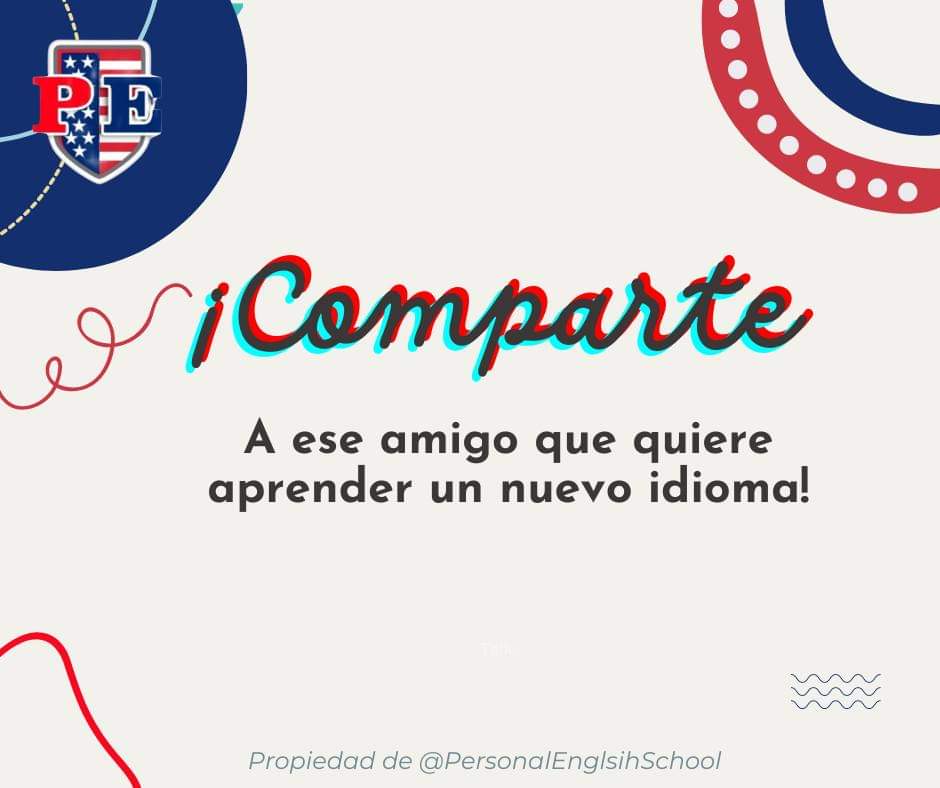 PE
¡Comparte
A ese amigo que quiere
aprender un nuevo idioma!
Propiedad de @PersonalEnglsihSchool